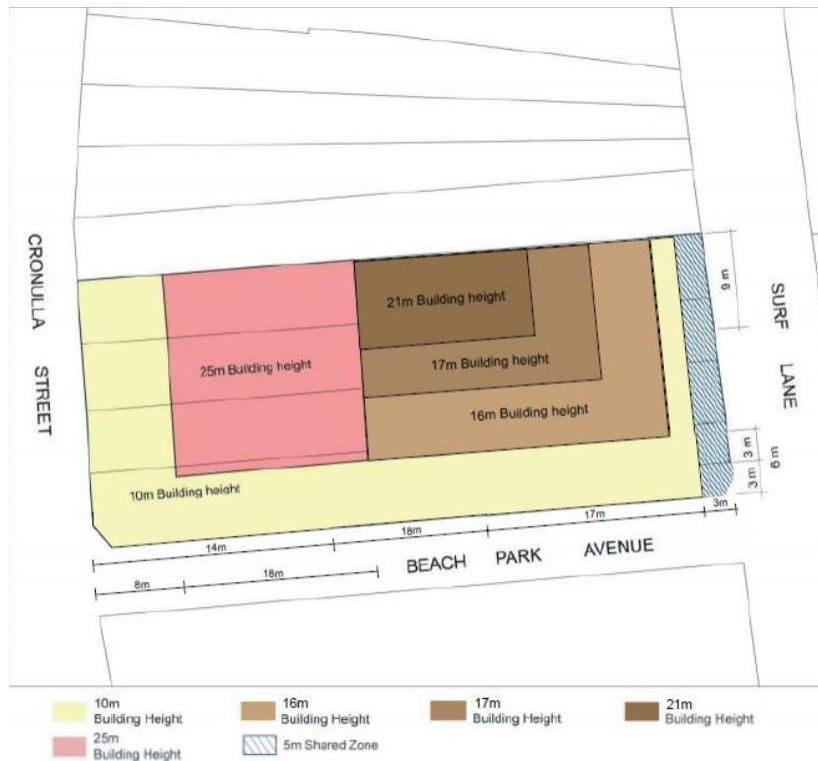 CRONULLA STREET
21m Building height
9 m
SURF LANE
17m Building height
25m Building height
16m Building height
3 m
6 m
3 m
10m Building height
14m
18m
17m
3m
BEACH PARK AVENUE
8m
18m
10m
Building Height
16m
Building Height
17m
Building Height
21m
Building Height
25m
Building Height
5m Shared Zone